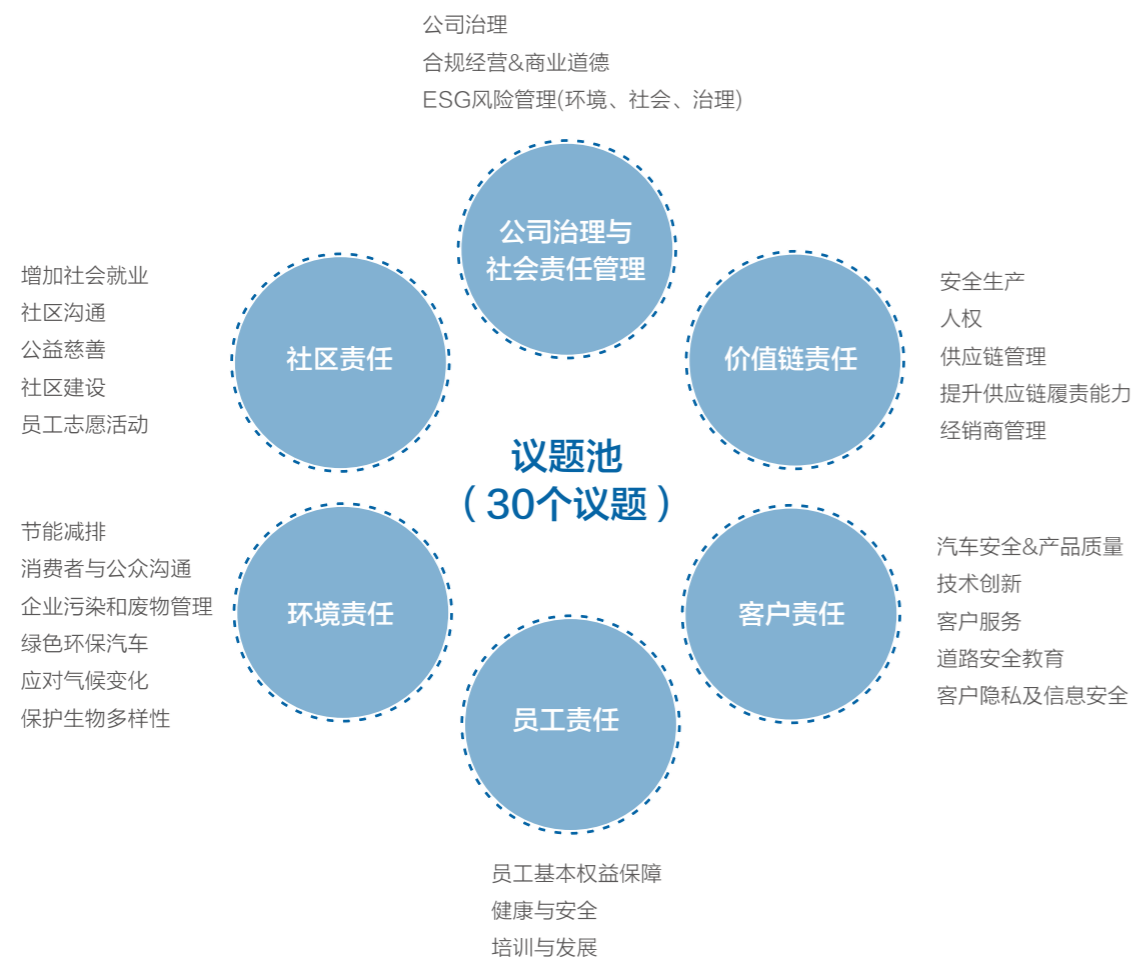 公司治理
合规经营&商业道德
ESG风险管理(环境、社会、治理)
公司治理与
社会责任管理
增加社会就业
社区沟通
公益慈善
社区建设
员工志愿活动
社区责任
价值链责任
安全生产
人权
供应链管理
提升供应链履责能力
经销商管理
议题池
（30个议题）
节能减排
消费者与公众沟通
企业污染和废物管理
绿色环保汽车
应对气候变化
保护生物多样性
环境责任
客户责任
汽车安全&产品质量
技术创新
客户服务
道路安全教育
客户隐私及信息安全
员工责任
员工基本权益保障
健康与安全
培训与发展